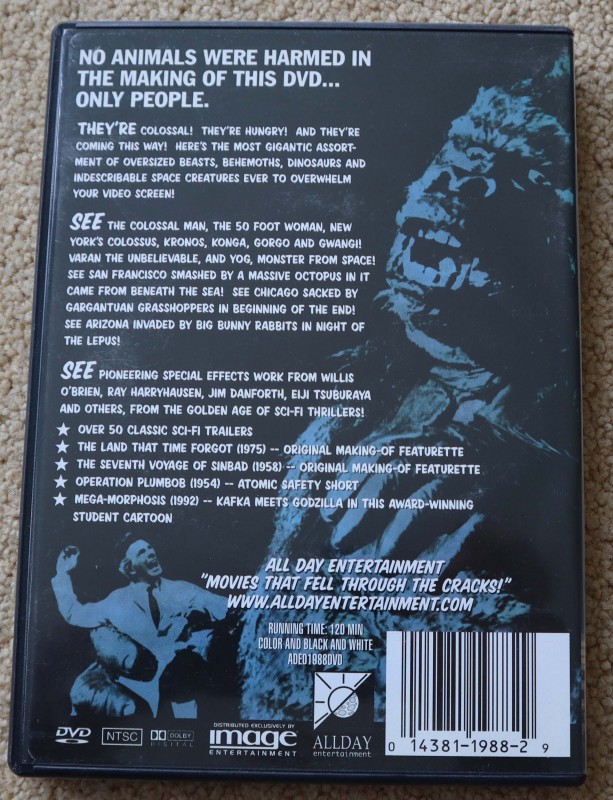 NO ANIMALS WERE HARMED IN
THE MAKING OF THIS DVD...
ONLY PEOPLE.
THEY'RE COLOSSAL! THEY'RE HUNGRY! AND THEY'RE
COMING THIS WAY! HERE'S THE MOST GIGANTIC ASSORT-
MENT OF OVERSIZED BEASTS, BEHEMOTHS, DINOSAURS AND
INDESCRIBABLE SPACE CREATURES EVER TO OVERWHELM
YOUR VIDEO SCREEN!
SEE THE COLOSSAL MAN, THE 50 FOOT WOMAN, NEW
YORK'S COLOSSUS, KRONOS, KONGA, GORGO AND GWANGI!
VARAN THE UNBELIEVABLE, AND YOG, MONSTER FROM SPACE!
SEE SAN FRANCISCO SMASHED BY A MASSIVE OCTOPUS IN IT
CAME FROM BENEATH THE SEA! SEE CHICAGO SACKED BY
GARGANTUAN GRASSHOPPERS IN BEGINNING OF THE END!
SEE ARIZONA INVADED BY BIG BUNNY RABBITS IN NIGHT OF
THE LEPUS!
SEE PIONEERING SPECIAL EFFECTS WORK FROM WILLIS
O'BRIEN, RAY HARRYHAUSEN, JIM DANFORTH, EIJI TSUBURAYA
AND OTHERS, FROM THE GOLDEN AGE OF SCI-FI THRILLERS!
★ OVER 50 CLASSIC SCI-FI TRAILERS
★ THE LAND THAT TIME FORGOT (1975) -- ORIGINAL MAKING-OF FEATURETTE
★ THE SEVENTH VOYAGE OF SINBAD (1958) -- ORIGINAL MAKING-OF FEATURETTE
★ OPERATION PLUMBOB (1954) -- ATOMIC SAFETY SHORT
★ MEGA-MORPHOSIS (1992) -- KAFKA MEETS GODZILLA IN THIS AWARD-WINNING
STUDENT CARTOON
ALL DAY ENTERTAINMENT
"MOVIES THAT FELL THROUGH THE CRACKS!"
WWW.ALLDAYENTERTAINMENT.COM
RUNNING TIME: 120 MIN
COLOR AND BLACK AND WHITE
ADED1988DVD
DVD
NTSC
DOLBY
DIGITAL
DISTRIBUTED EXCLUSIVELY BY
image
ENTERTAINMENT
ALLDAY
entertainment
0 14381-1988-2 9